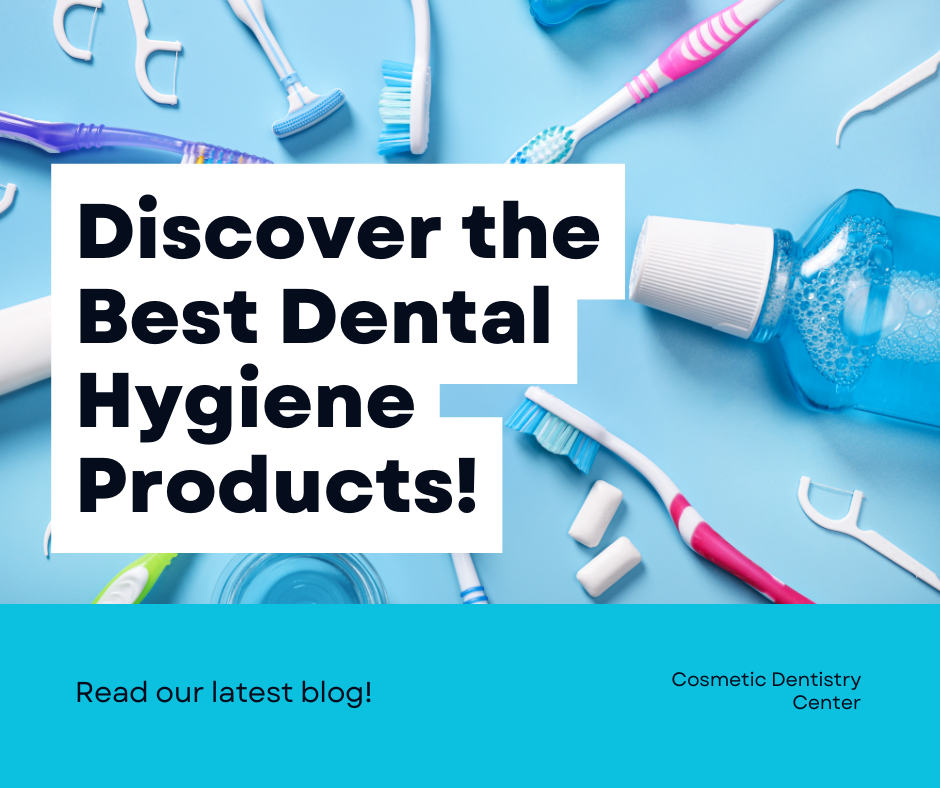 Discover the
Best Dental
Hygiene
Products!
Read our latest blog!
Cosmetic Dentistry
Center